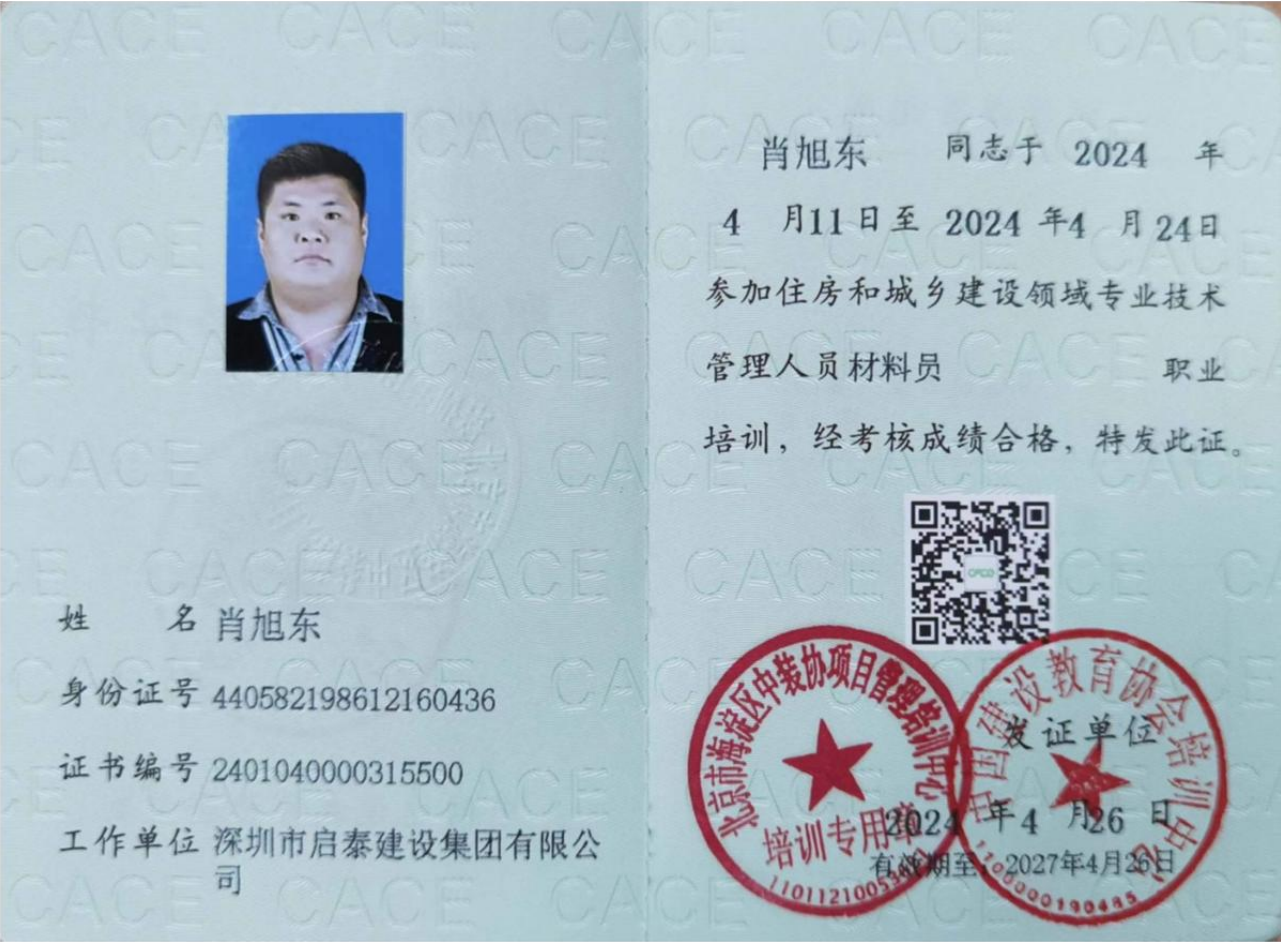 姓名 肖旭东
身份证号 440582198612160436
证书编号 2401040000315500
工作单位 深圳市启泰建设集团有限公
司
肖旭东 同志于 2024 年
4 月11日至 2024 年4 月24日
参加住房和城乡建设领域专业技术
管理人员材料员 职业
培训，经考核成绩合格，特发此证。
北京市海淀区中装协项目管理培训中心
培训专用章
中国建设教育协会培训中心
1100000190485
发证单位
2024 年4 月26 日
有效期至：2027年4月26日
CACE